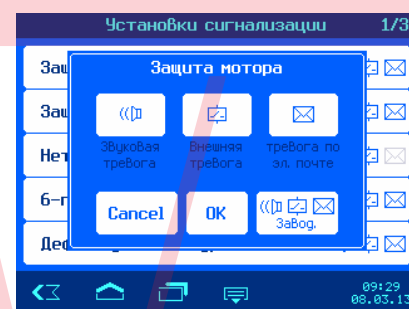 Установки сигнализации 1/3
Защ
Защита мотора
Защ
Нет
Звуковая тревога
Внешняя тревога
тревога по эл. почте
6-г
Cancel
OK
Завод.
09:29
08.03.13